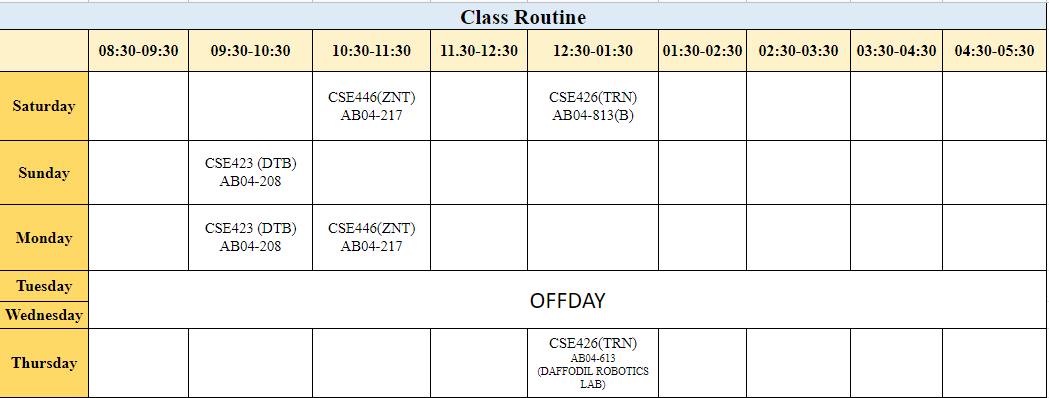 Class Routine
08:30-09:30 09:30-10:30 10:30-11:30 11.30-12:30 12:30-01:30 01:30-02:30 02:30-03:30 03:30-04:30 04:30-05:30
Saturday
CSE446(ZNT)
AB04-217
CSE426(TRN)
AB04-813(B)
Sunday
CSE423 (DTB)
AB04-208
Monday
CSE423 (DTB)
AB04-208
CSE446(ZNT)
AB04-217
Tuesday
Wednesday
OFFDAY
Thursday
CSE426(TRN)
AB04-613
(DAFFODIL ROBOTICS
LAB)